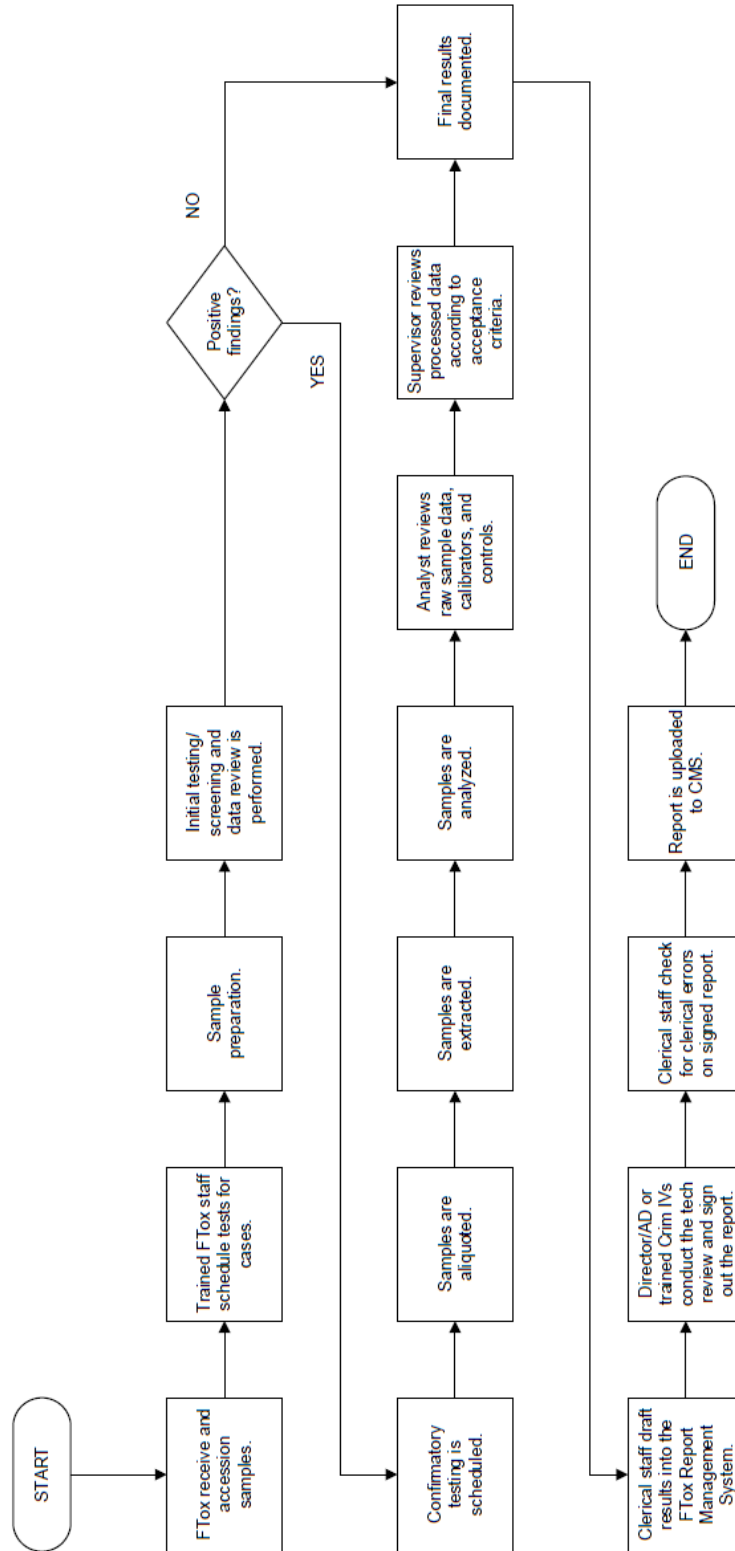 START
FTox receive and
accession
samples.
Trained FTox staff
schedule tests for
cases.
Sample
preparation.
Initial testing/
screening and
data review is
performed.
Positive
findings?
NO
YES
Confirmatory
testing is
scheduled.
Samples are
aliquoted.
Samples are
extracted.
Samples are
analyzed.
Analyst reviews
raw sample data,
calibrators, and
controls.
Supervisor reviews
processed data
according to
acceptance
criteria.
Final results
documented.
Clerical staff draft
results into the
FTox Report
Management
System.
Director/AD or
trained Crim IVs
conduct the tech
review and sign
out the report.
Clerical staff check
for clerical errors
on signed report.
Report is uploaded
to CMS.
END